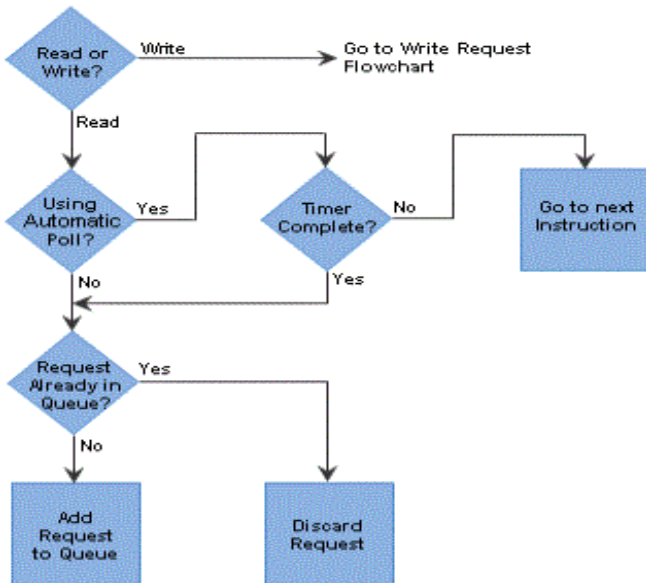 Read or
Write?
Write
Go to Write Request
Flowchart
Read
Using
Automatic
Poll?
Yes
Timer
Complete?
No
Go to next
Instruction
No
Yes
Request
Already in
Queue?
Yes
No
Add
Request
to Queue
Discard
Request